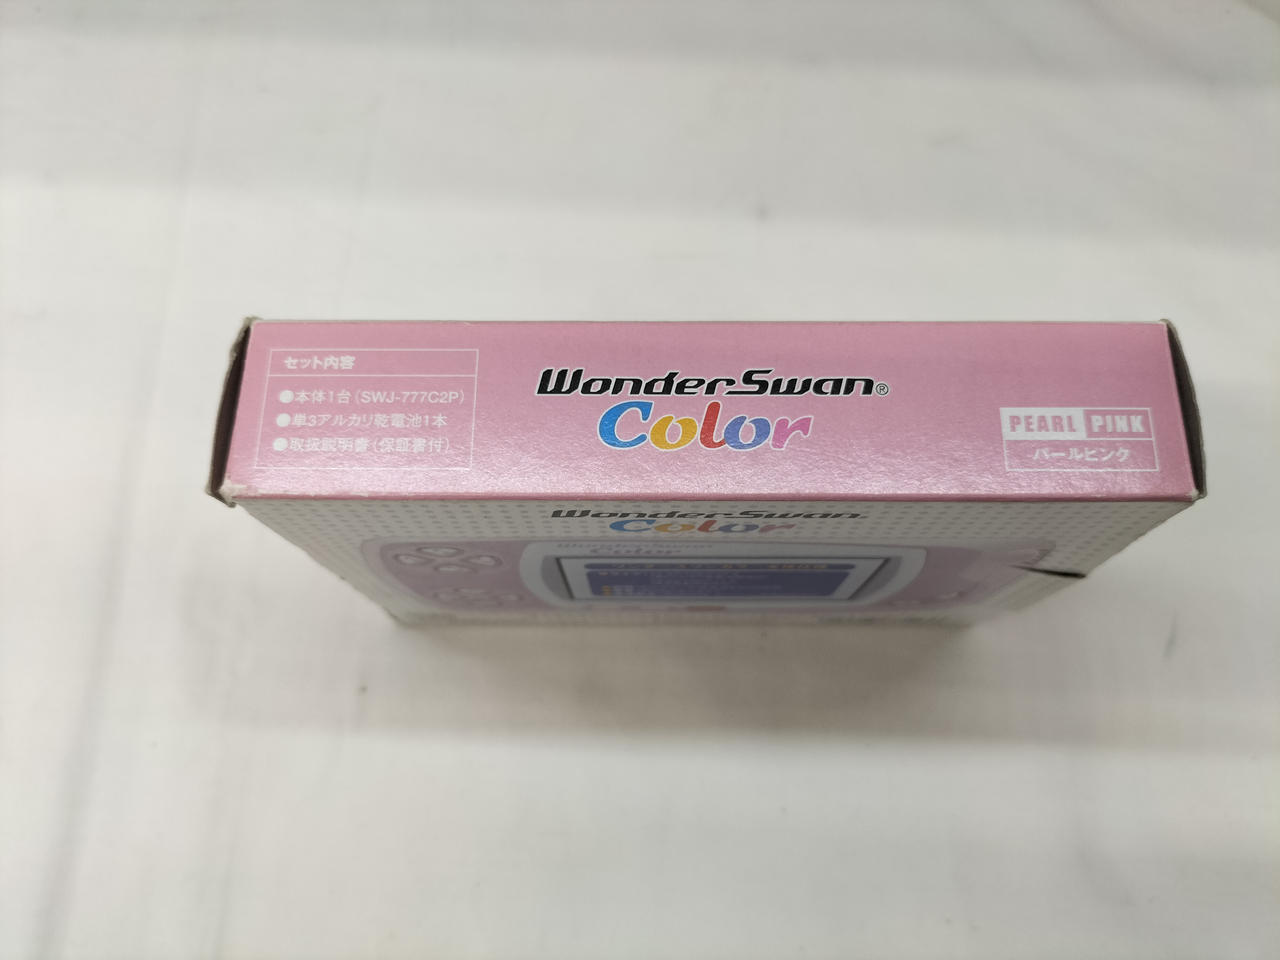 セット内容
●本体1台(SWJ-777C2P)
●単3アルカリ乾電池1本
●取扱説明書(保証書付)
WonderSwan®
Color
PEARL PINK
パールピンク
WonderSwan
Color
WonderSwan
Color